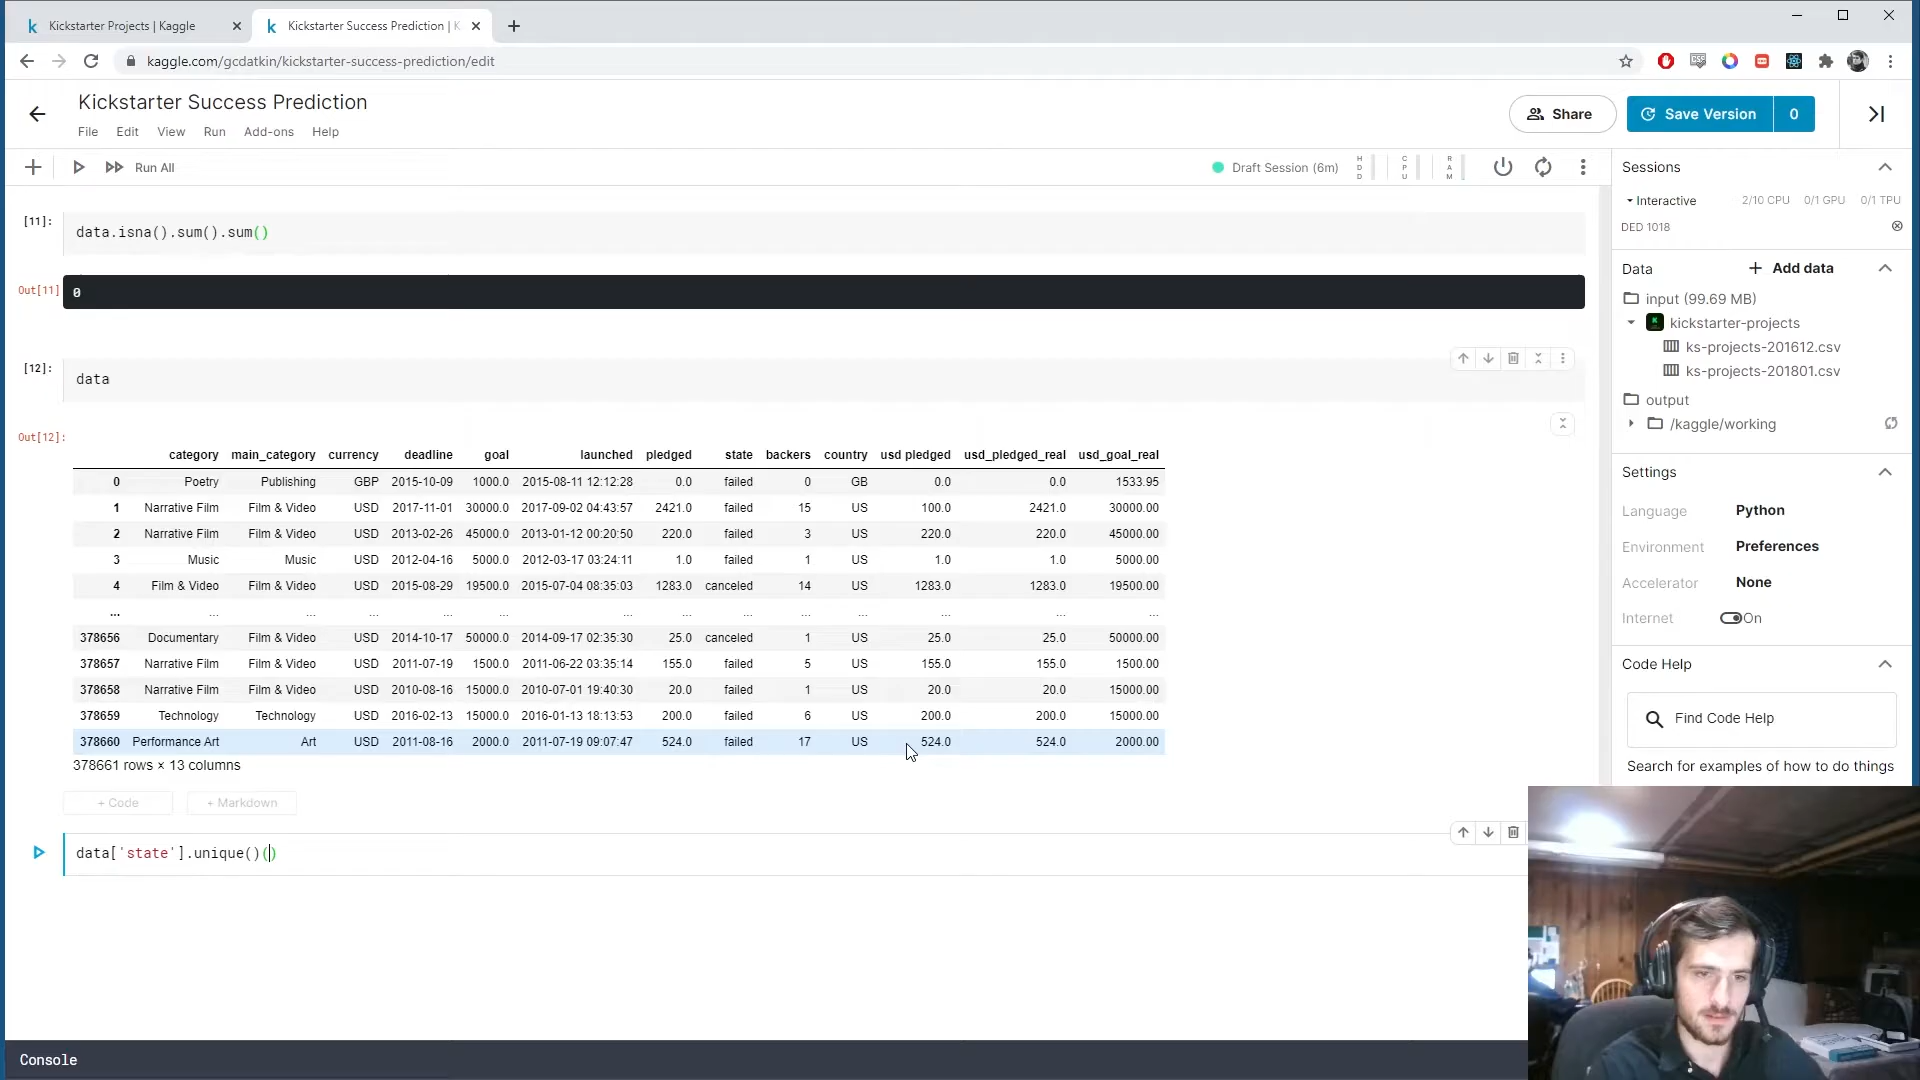 Kickstarter Projects | Kaggle
Kickstarter Success Prediction | K
kaggle.com/gcdatkin/kickstarter-success-prediction/edit
Kickstarter Success Prediction
File Edit View Run Add-ons Help
Share
Save Version 0
Run All
Draft Session (6m)
HDD
CPU
RAM
[11]:
data.isna().sum().sum()
Out[11]
0
[12]:
data
Out[12]:
category main_category currency deadline goal launched pledged state backers country usd pledged usd_pledged_real usd_goal_real
0 Poetry Publishing GBP 2015-10-09 1000.0 2015-08-11 12:12:28 0.0 failed 0 GB 0.0 0.0 1533.95
1 Narrative Film Film & Video USD 2017-11-01 30000.0 2017-09-02 04:43:57 2421.0 failed 15 US 100.0 2421.0 30000.00
2 Narrative Film Film & Video USD 2013-02-26 45000.0 2013-01-12 00:20:50 220.0 failed 3 US 220.0 220.0 45000.00
3 Music Music USD 2012-04-16 5000.0 2012-03-17 03:24:11 1.0 failed 1 US 1.0 1.0 5000.00
4 Film & Video Film & Video USD 2015-08-29 19500.0 2015-07-04 08:35:03 1283.0 canceled 14 US 1283.0 1283.0 19500.00
... ... ... ... ... ... ... ... ... ... ... ... ... ...
378656 Documentary Film & Video USD 2014-10-17 50000.0 2014-09-17 02:35:30 25.0 canceled 1 US 25.0 25.0 50000.00
378657 Narrative Film Film & Video USD 2011-07-19 1500.0 2011-06-22 03:35:14 155.0 failed 5 US 155.0 155.0 1500.00
378658 Narrative Film Film & Video USD 2010-08-16 15000.0 2010-07-01 19:40:30 20.0 failed 1 US 20.0 20.0 15000.00
378659 Technology Technology USD 2016-02-13 15000.0 2016-01-13 18:13:53 200.0 failed 6 US 200.0 200.0 15000.00
378660 Performance Art Art USD 2011-08-16 2000.0 2011-07-19 09:07:47 524.0 failed 17 US 524.0 524.0 2000.00
378661 rows × 13 columns
+ Code + Markdown
data['state'].unique()()
Console
Sessions
Interactive 2/10 CPU 0/1 GPU 0/1 TPU
DED 1018
Data + Add data
input (99.69 MB)
kickstarter-projects
ks-projects-201612.csv
ks-projects-201801.csv
output
/kaggle/working
Settings
Language Python
Environment Preferences
Accelerator None
Internet On
Code Help
Find Code Help
Search for examples of how to do things